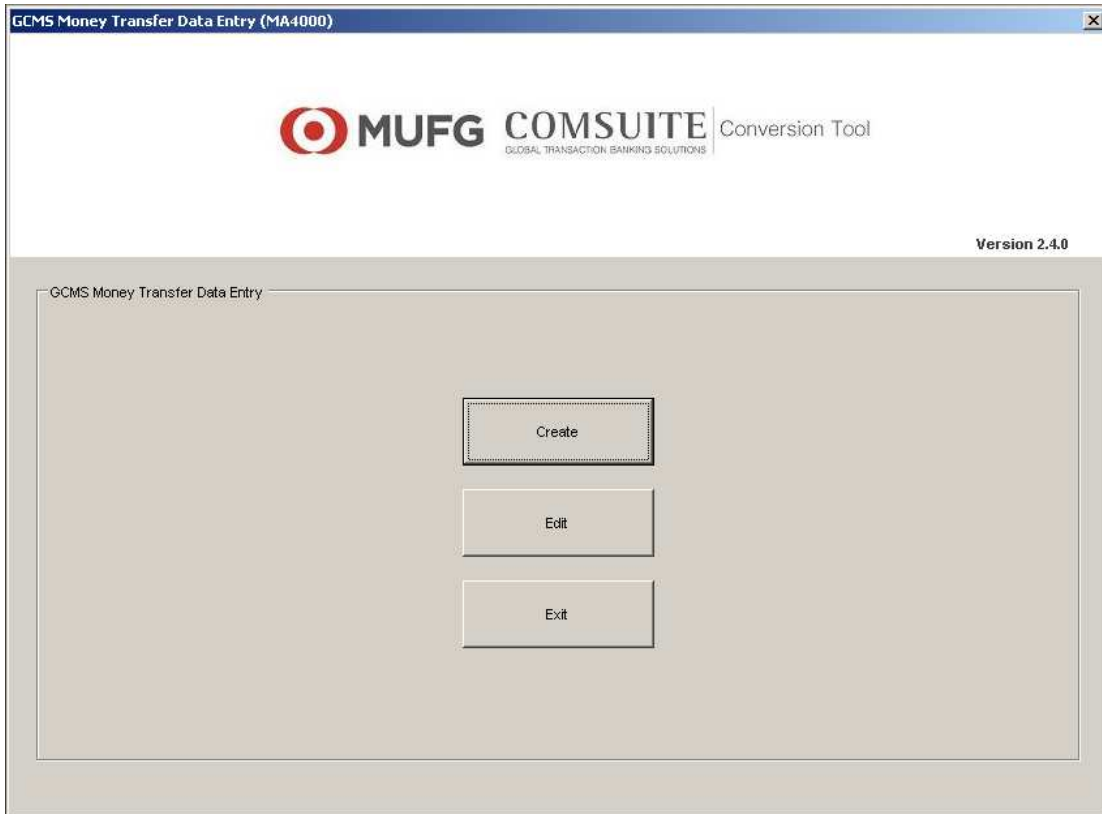 GCMS Money Transfer Data Entry (MA4000)
MUFG COMSUITE Conversion Tool
GLOBAL TRANSACTION BANKING SOLUTIONS
Version 2.4.0
GCMS Money Transfer Data Entry
Create
Edit
Exit